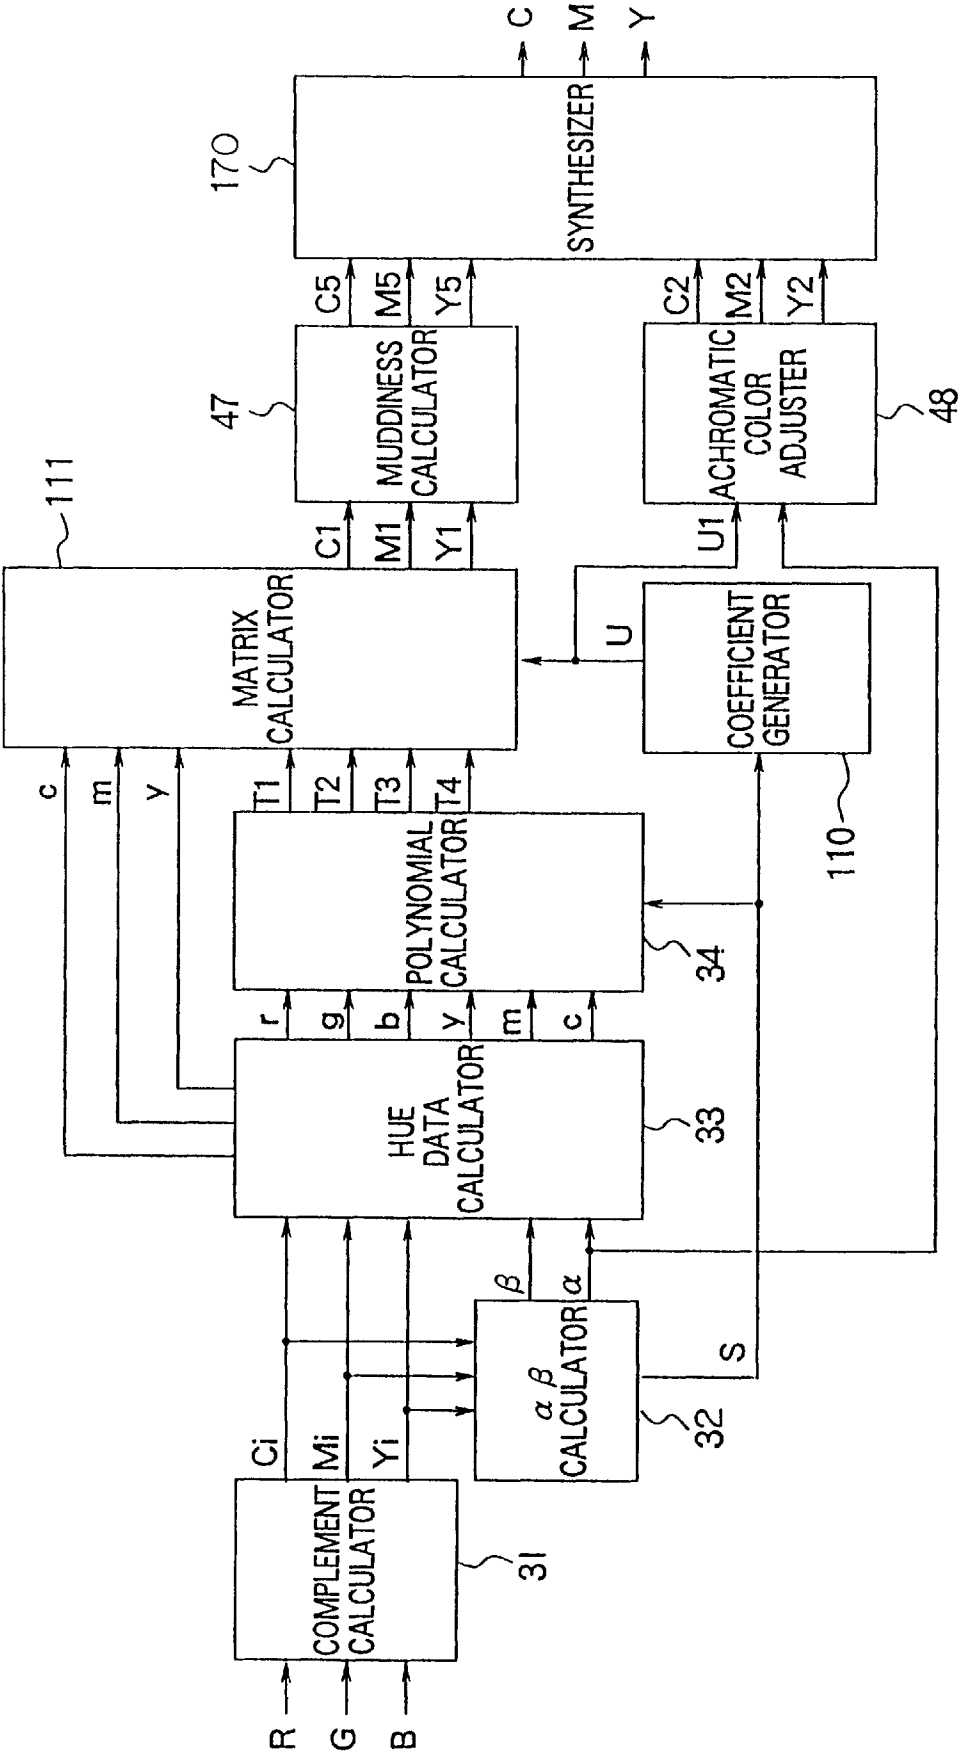 R
G
B
COMPLEMENT
CALCULATOR
31
Ci
Mi
Yi
α β
CALCULATOR
32
β
α
S
HUE
DATA
CALCULATOR
33
r
g
b
y
m
c
POLYNOMIAL
CALCULATOR
34
c
m
y
T1
T2
T3
T4
MATRIX
CALCULATOR
111
COEFFICIENT
GENERATOR
110
U
U1
C1
M1
Y1
MUDDINESS
CALCULATOR
47
ACHROMATIC
COLOR
ADJUSTER
48
C5
M5
Y5
C2
M2
Y2
SYNTHESIZER
170
C
M
Y